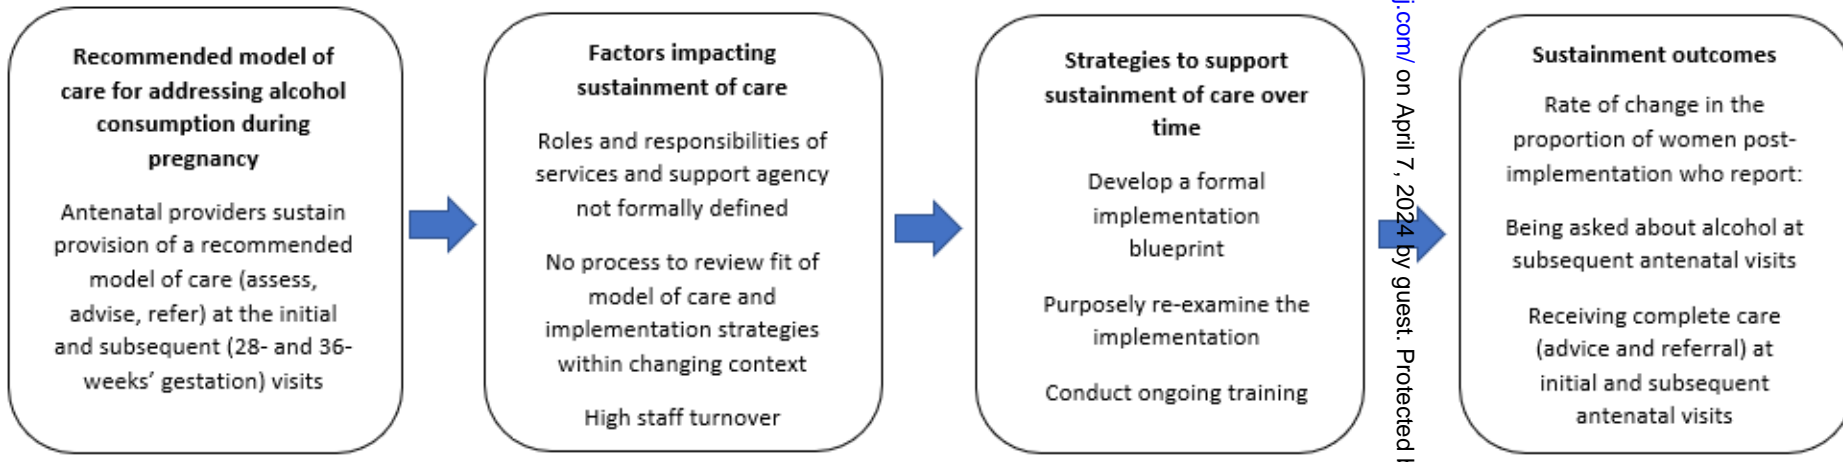 Recommended model of
care for addressing alcohol
consumption during
pregnancy
Antenatal providers sustain
provision of a recommended
model of care (assess,
advise, refer) at the initial
and subsequent (28- and 36-
weeks’ gestation) visits
Factors impacting
sustainment of care
Roles and responsibilities of
services and support agency
not formally defined
No process to review fit of
model of care and
implementation strategies
within changing context
High staff turnover
Strategies to support
sustainment of care over
time
Develop a formal
implementation
blueprint
Purposely re-examine the
implementation
Conduct ongoing training
j.com/ on April 7, 2024 by guest. Protected
Sustainment outcomes
Rate of change in the
proportion of women post-
implementation who report:
Being asked about alcohol at
subsequent antenatal visits
Receiving complete care
(advice and referral) at
initial and subsequent
antenatal visits